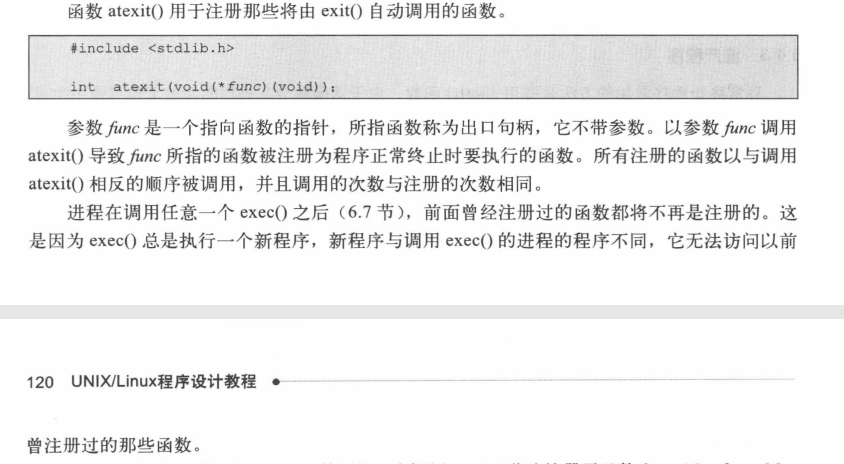 函数 atexit() 用于注册那些将由 exit() 自动调用的函数。
#include <stdlib.h>
int atexit(void(*func)(void));
参数 func 是一个指向函数的指针，所指函数称为出口句柄，它不带参数。以参数 func 调用
atexit() 导致 func 所指的函数被注册为程序正常终止时要执行的函数。所有注册的函数以与调用
atexit() 相反的顺序被调用，并且调用的次数与注册的次数相同。
进程在调用任意一个 exec() 之后（6.7 节），前面曾经注册过的函数都将不再是注册的。这
是因为 exec() 总是执行一个新程序，新程序与调用 exec() 的进程的程序不同，它无法访问以前
120 UNIX/Linux程序设计教程
曾注册过的那些函数。